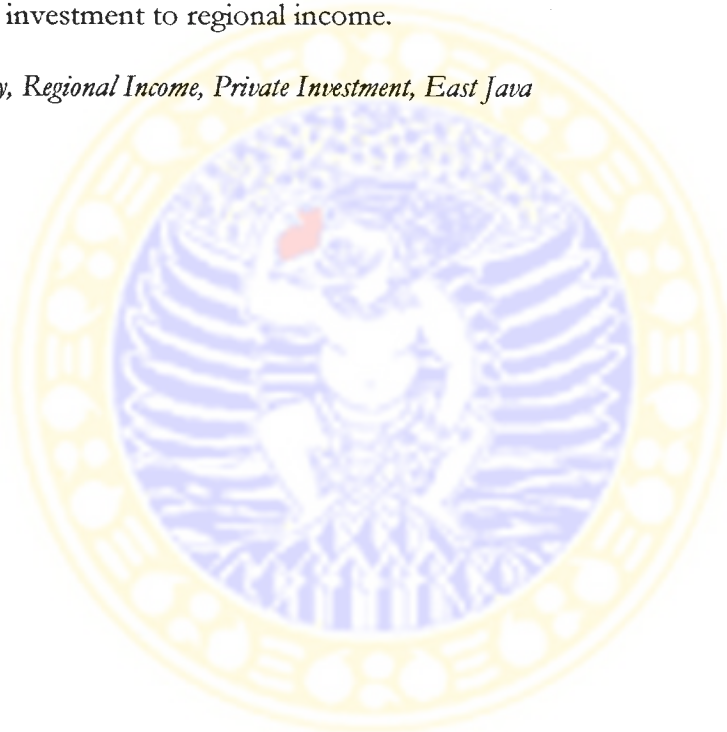 investment to regional income.
Regional Income, Private Investment, East Java